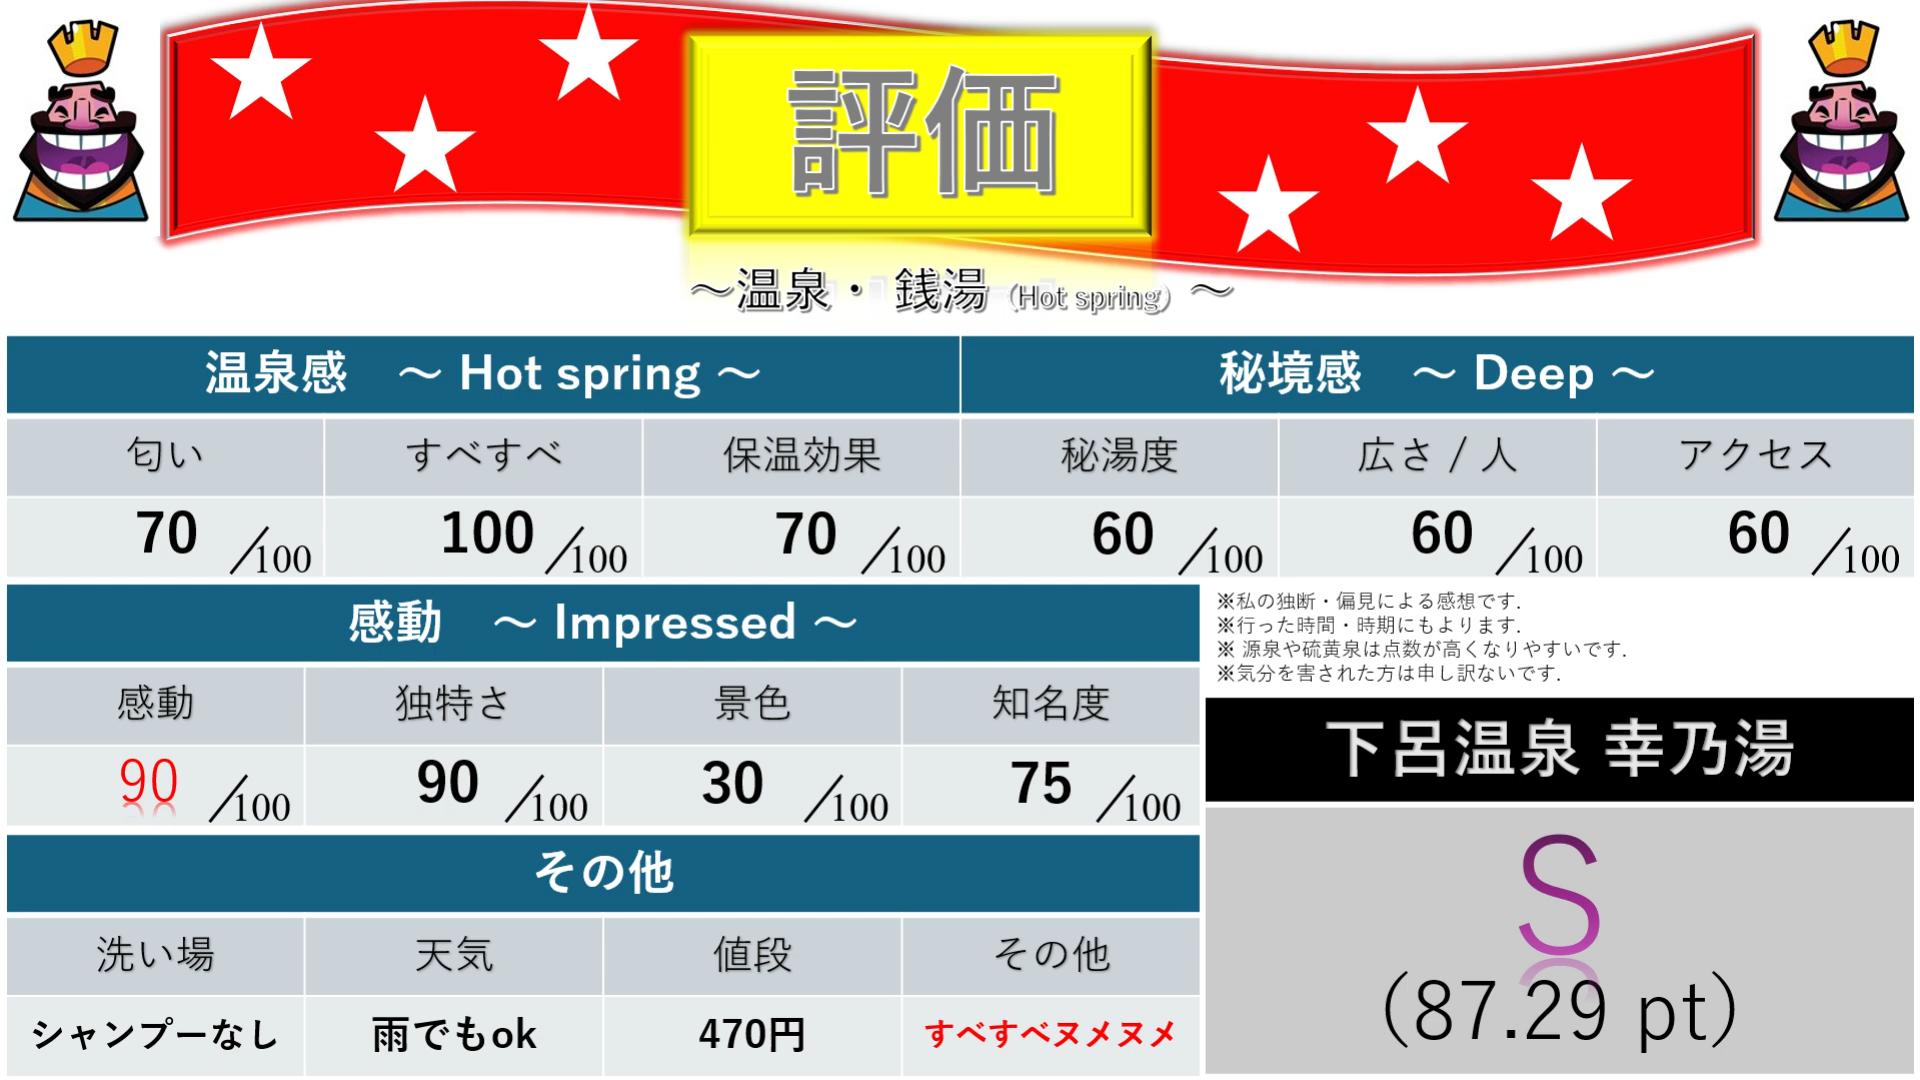 評価
～温泉・銭湯（Hot spring）～
温泉感　～ Hot spring ～
秘境感　～ Deep ～
匂い
すべすべ
保温効果
秘湯度
広さ / 人
アクセス
70 ／100
100 ／100
70 ／100
60 ／100
60 ／100
60 ／100
感動　～ Impressed ～
感動
独特さ
景色
知名度
90 ／100
90 ／100
30 ／100
75 ／100
その他
洗い場
天気
値段
その他
シャンプーなし
雨でもok
470円
すべすべヌメヌメ
※私の独断・偏見による感想です.
※行った時間・時期にもよります.
※ 源泉や硫黄泉は点数が高くなりやすいです.
※気分を害された方は申し訳ないです.
下呂温泉 幸乃湯
S
（87.29 pt）